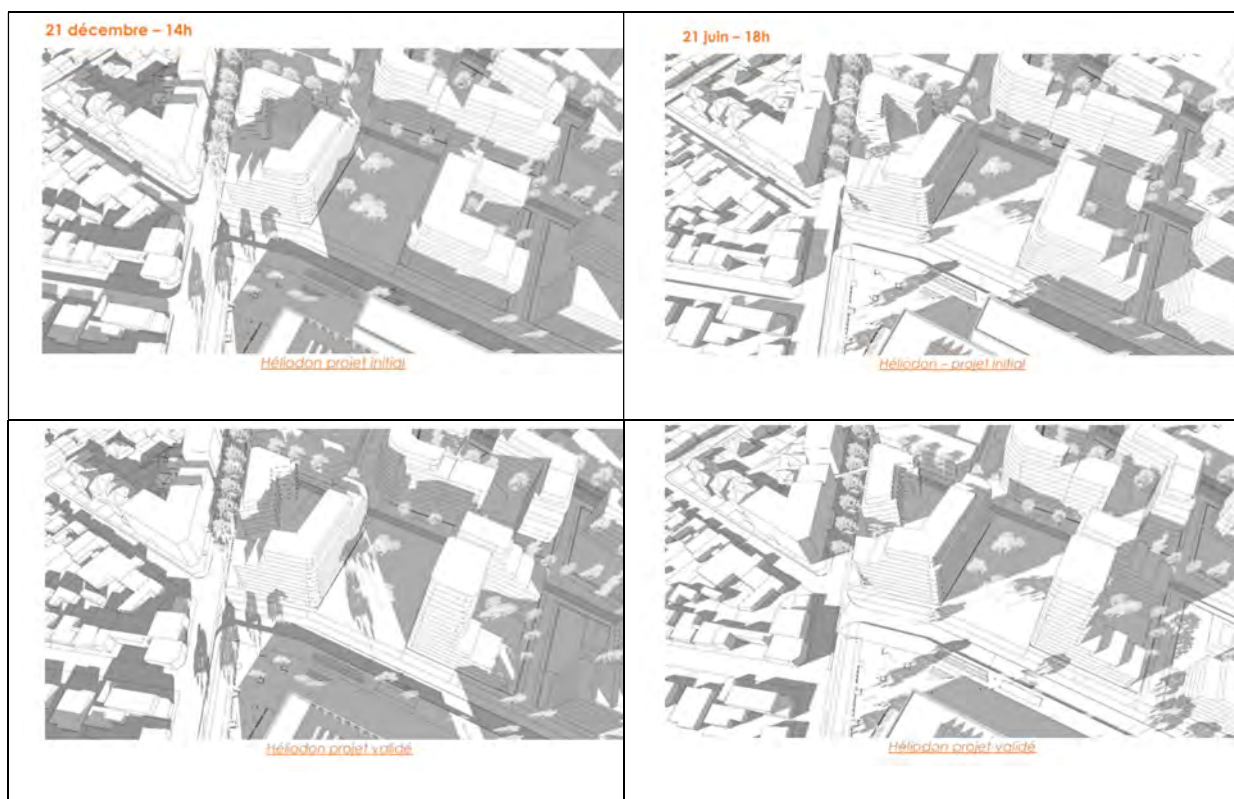 21 décembre – 14h
21 juin – 18h
Héliodon projet initial
Héliodon – projet initial
Héliodon projet validé
Héliodon projet validé